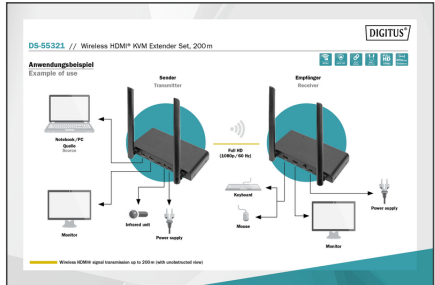 DIGITUS®
DS-55321 // Wireless HDMI® KVM Extender Set, 200 m
Anwendungsbeispiel
Example of use
HD
Sender
Transmitter
Empfänger
Receiver
Notebook/PC
Quelle
Source
Full HD
(1080p / 60 Hz)
Keyboard
Mouse
Monitor
Infrared unit
Power supply
Monitor
Power supply
Wireless HDMI® signal transmission up to 200 m (with unobstructed view)